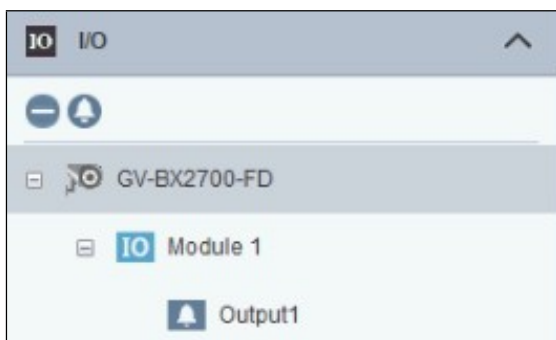 IO I/O
GV-BX2700-FD
IO Module 1
Output1